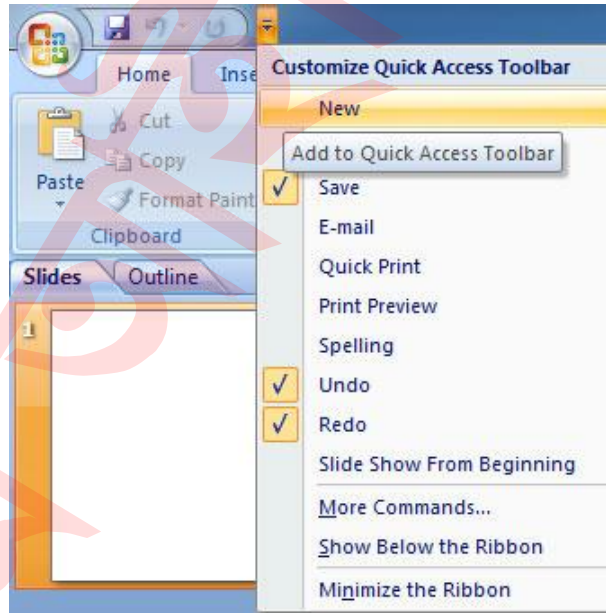 Home Inse
Cut
Copy
Format Paint
Paste
Clipboard
Slides Outline
1
Customize Quick Access Toolbar
New
Add to Quick Access Toolbar
Save
E-mail
Quick Print
Print Preview
Spelling
Undo
Redo
Slide Show From Beginning
More Commands...
Show Below the Ribbon
Minimize the Ribbon